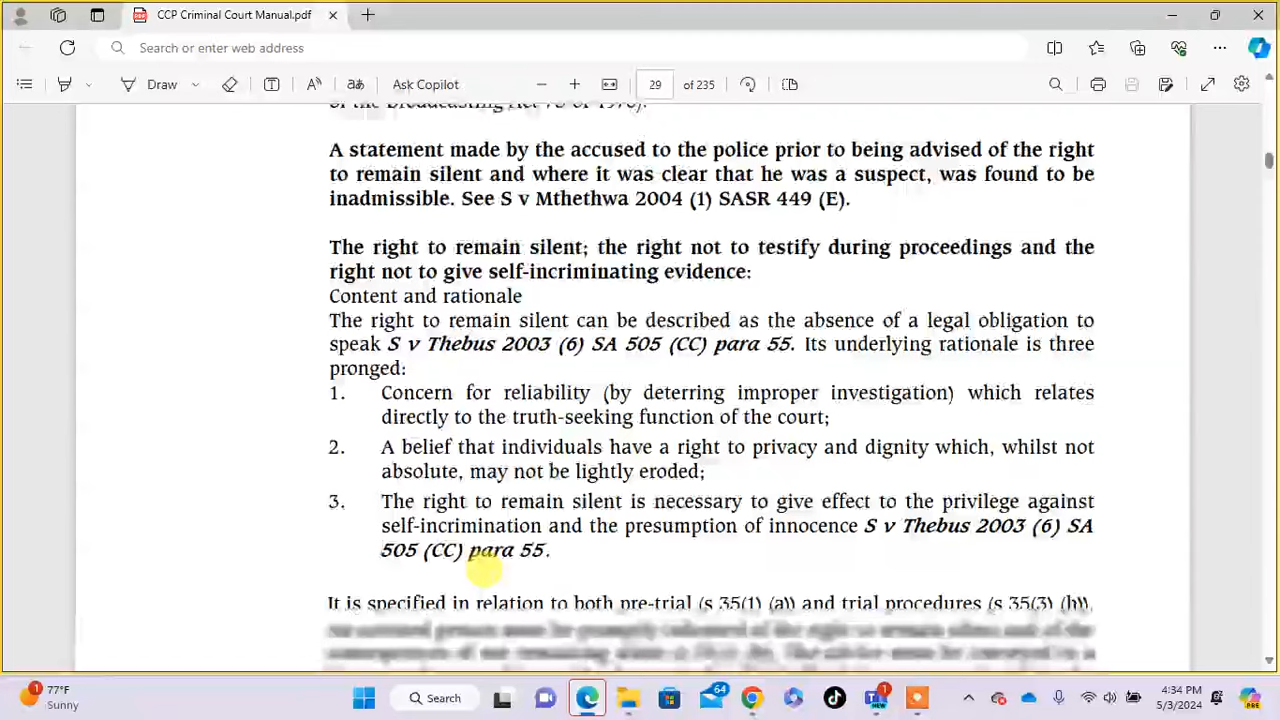 CCP Criminal Court Manual.pdf
Search or enter web address
Draw
Ask Copilot
29 of 235
A statement made by the accused to the police prior to being advised of the right
to remain silent and where it was clear that he was a suspect, was found to be
inadmissible. See S v Mthethwa 2004 (1) SASR 449 (E).
The right to remain silent; the right not to testify during proceedings and the
right not to give self-incriminating evidence:
Content and rationale
The right to remain silent can be described as the absence of a legal obligation to
speak S v Thebus 2003 (6) SA 505 (CC) para 55. Its underlying rationale is three
pronged:
1. Concern for reliability (by deterring improper investigation) which relates
directly to the truth-seeking function of the court;
2. A belief that individuals have a right to privacy and dignity which, whilst not
absolute, may not be lightly eroded;
3. The right to remain silent is necessary to give effect to the privilege against
self-incrimination and the presumption of innocence S v Thebus 2003 (6) SA
505 (CC) para 55.
It is specified in relation to both pre-trial (s 35(1) (a)) and trial procedures (s 35(3) (h)).
77°F
Sunny
1
Search
64
1
NEW
PRE
4:34 PM
5/3/2024